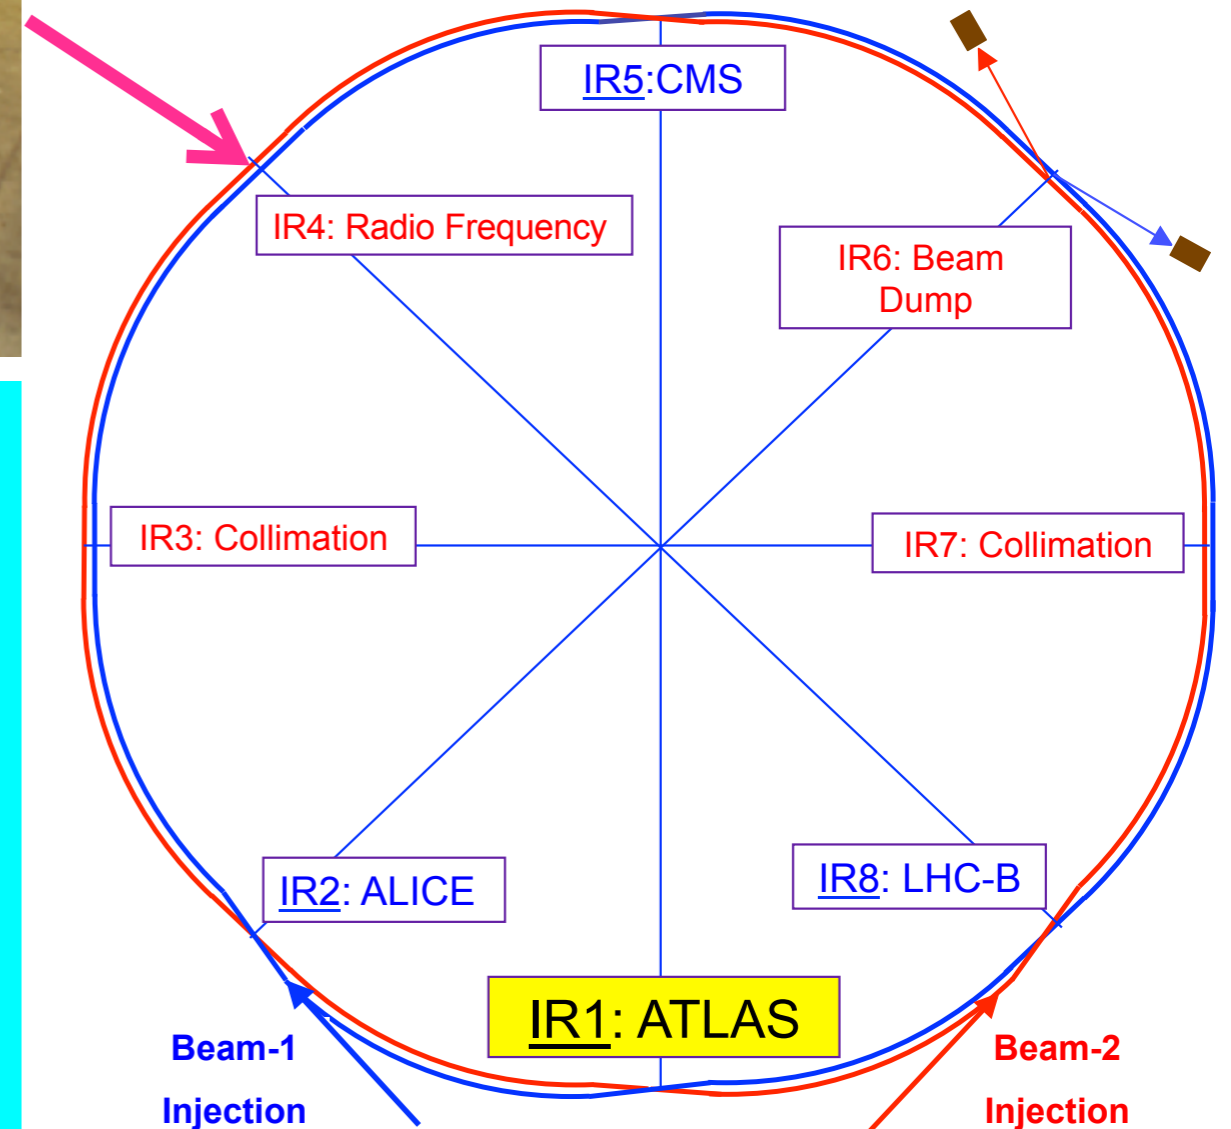 IR5:CMS
IR4: Radio Frequency
IR6: Beam
Dump
IR3: Collimation
IR7: Collimation
IR2: ALICE
IR8: LHC-B
IR1: ATLAS
Beam-1
Injection
Beam-2
Injection